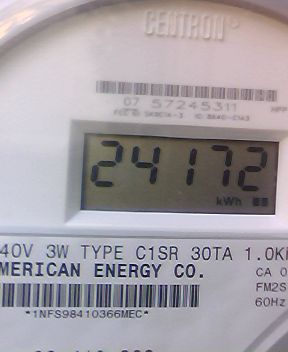 CENTRON®
07 57245311
24172
kWh
40V 3W TYPE C1SR 30TA 1.0K
MERICAN ENERGY CO.
CA 0
FM2S
60Hz
*1NFS98410366MEC*